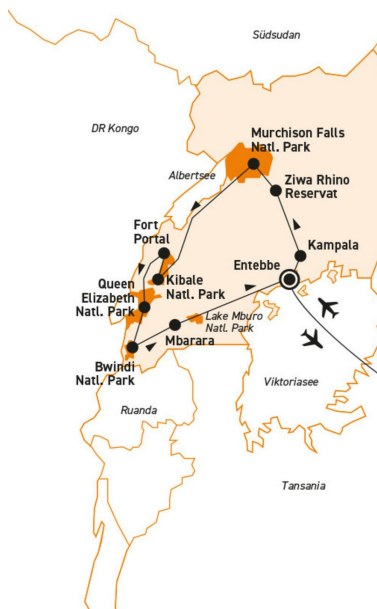 Südsudan
DR Kongo
Murchison Falls
Natl. Park
Albertsee
Ziwa Rhino
Reservat
Fort
Portal
Kampala
Entebbe
Queen
Elizabeth
Natl. Park
Kibale
Natl. Park
Lake Mburo
Natl. Park
Mbarara
Bwindi
Natl. Park
Viktoriasee
Ruanda
Tansania